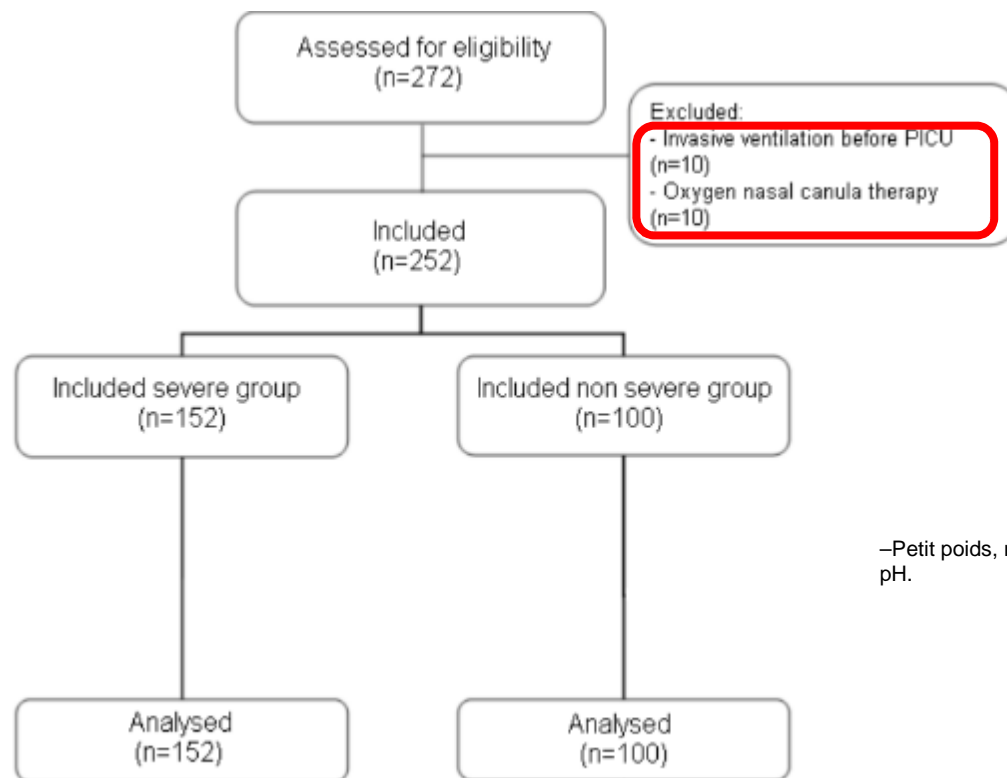 Assessed for eligibility
(n=272)
Excluded:
- Invasive ventilation before PICU
(n=10)
- Oxygen nasal canula therapy
(n=10)
Included
(n=252)
Included severe group
(n=152)
Included non severe group
(n=100)
–Petit poids,
pH.
Analysed
(n=152)
Analysed
(n=100)